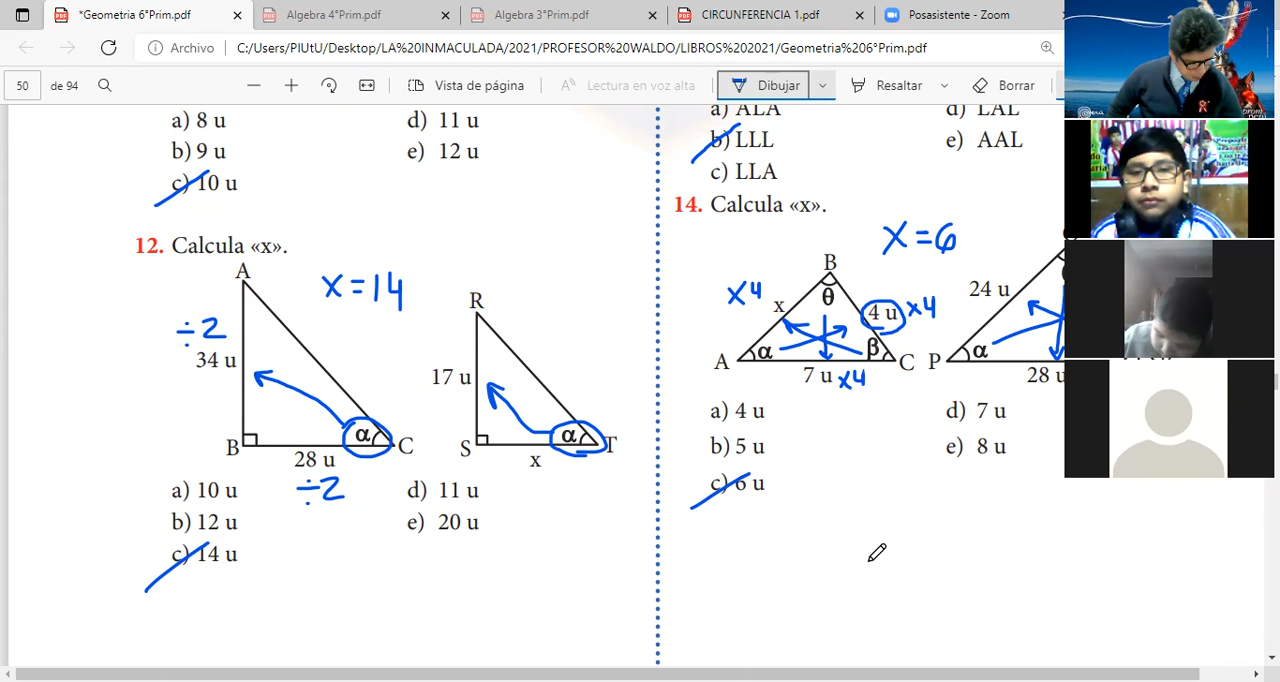 *Geometria 6°Prim.pdf
Algebra 4°Prim.pdf
Algebra 3°Prim.pdf
CIRCUNFERENCIA 1.pdf
Posasistente - Zoom
Archivo
C:/Users/PIUtU/Desktop/LA%20INMACULADA/2021/PROFESOR%20WALDO/LIBROS%202021/Geometria%206°Prim.pdf
50 de 94
Vista de página
Lectura en voz alta
Dibujar
Resaltar
Borrar
a) 8 u
d) 11 u
b) 9 u
e) 12 u
c) 10 u
12. Calcula «x».
x = 14
A
÷2
34 u
B
α
C
28 u
÷2
R
17 u
S
α
T
x
a) 10 u
d) 11 u
b) 12 u
e) 20 u
c) 14 u
a) ALA
d) LAL
b) LLL
e) AAL
c) LLA
14. Calcula «x».
x = 6
B
θ
x4
x
4 u
x4
A
α
β
C
7 u
x4
24 u
P
α
28 u
a) 4 u
d) 7 u
b) 5 u
e) 8 u
c) 6 u